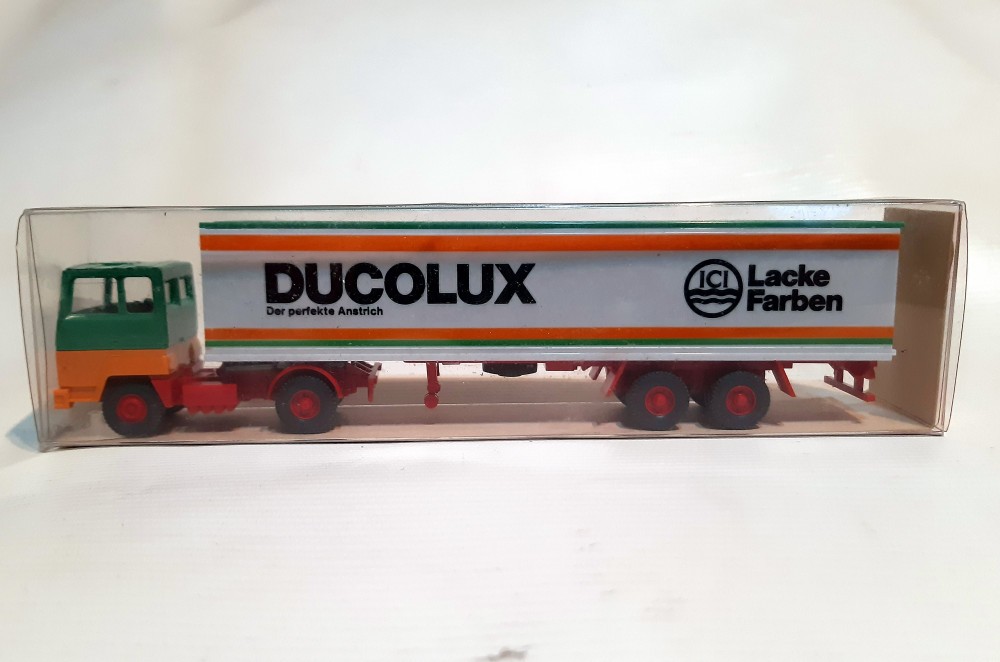 DUCOLUX
Der perfekte Anstrich
ICI
Lacke
Farben